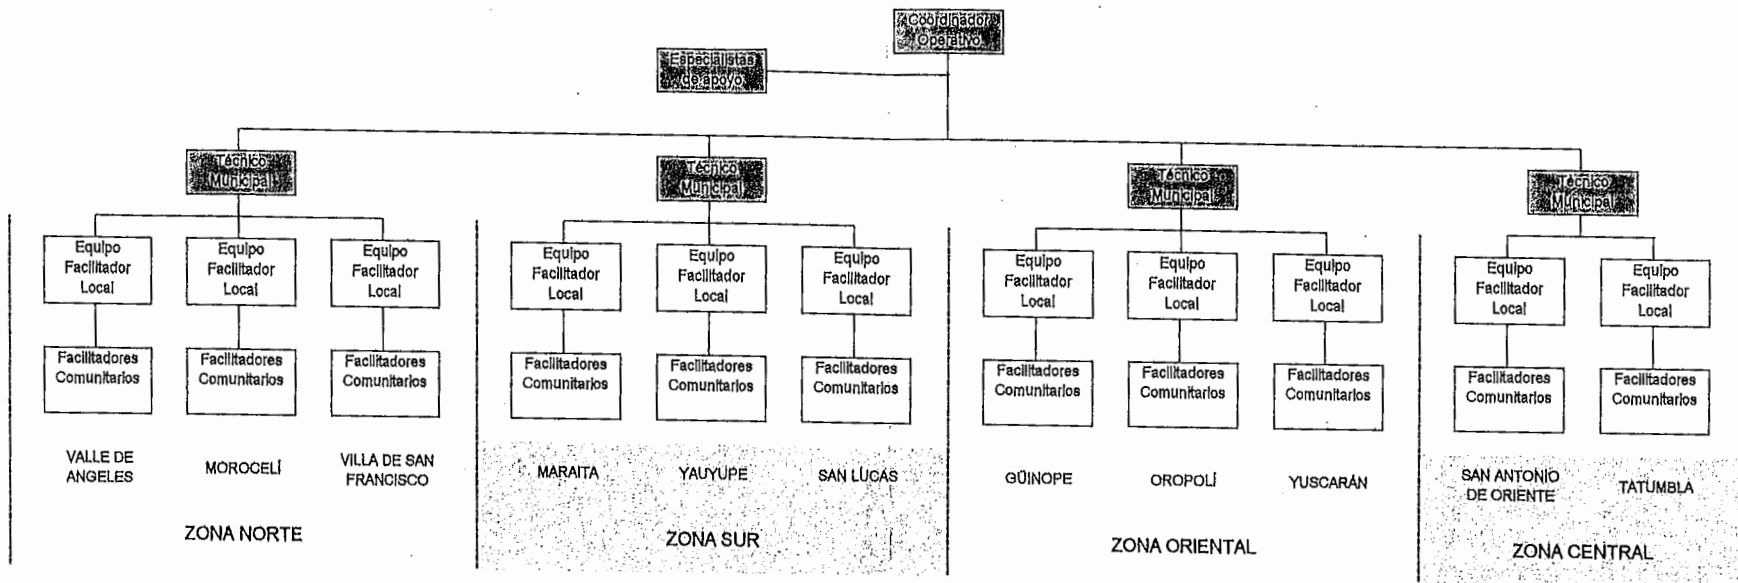 Coordinador
Operativo
Especialistas
de apoyo
Técnico
Municipal
Técnico
Municipal
Técnico
Municipal
Técnico
Municipal
Equipo
Facilitador
Local
Equipo
Facilitador
Local
Equipo
Facilitador
Local
Equipo
Facilitador
Local
Equipo
Facilitador
Local
Equipo
Facilitador
Local
Equipo
Facilitador
Local
Equipo
Facilitador
Local
Equipo
Facilitador
Local
Equipo
Facilitador
Local
Equipo
Facilitador
Local
Facilitadores
Comunitarios
Facilitadores
Comunitarios
Facilitadores
Comunitarios
Facilitadores
Comunitarios
Facilitadores
Comunitarios
Facilitadores
Comunitarios
Facilitadores
Comunitarios
Facilitadores
Comunitarios
Facilitadores
Comunitarios
Facilitadores
Comunitarios
Facilitadores
Comunitarios
VALLE DE
ANGELES
MOROCELÍ
VILLA DE SAN
FRANCISCO
MARAITA
YAUYUPE
SAN LUCAS
GÜINOPE
OROPOLÍ
YUSCARÁN
SAN ANTONIO
DE ORIENTE
TATUMBLA
ZONA NORTE
ZONA SUR
ZONA ORIENTAL
ZONA CENTRAL